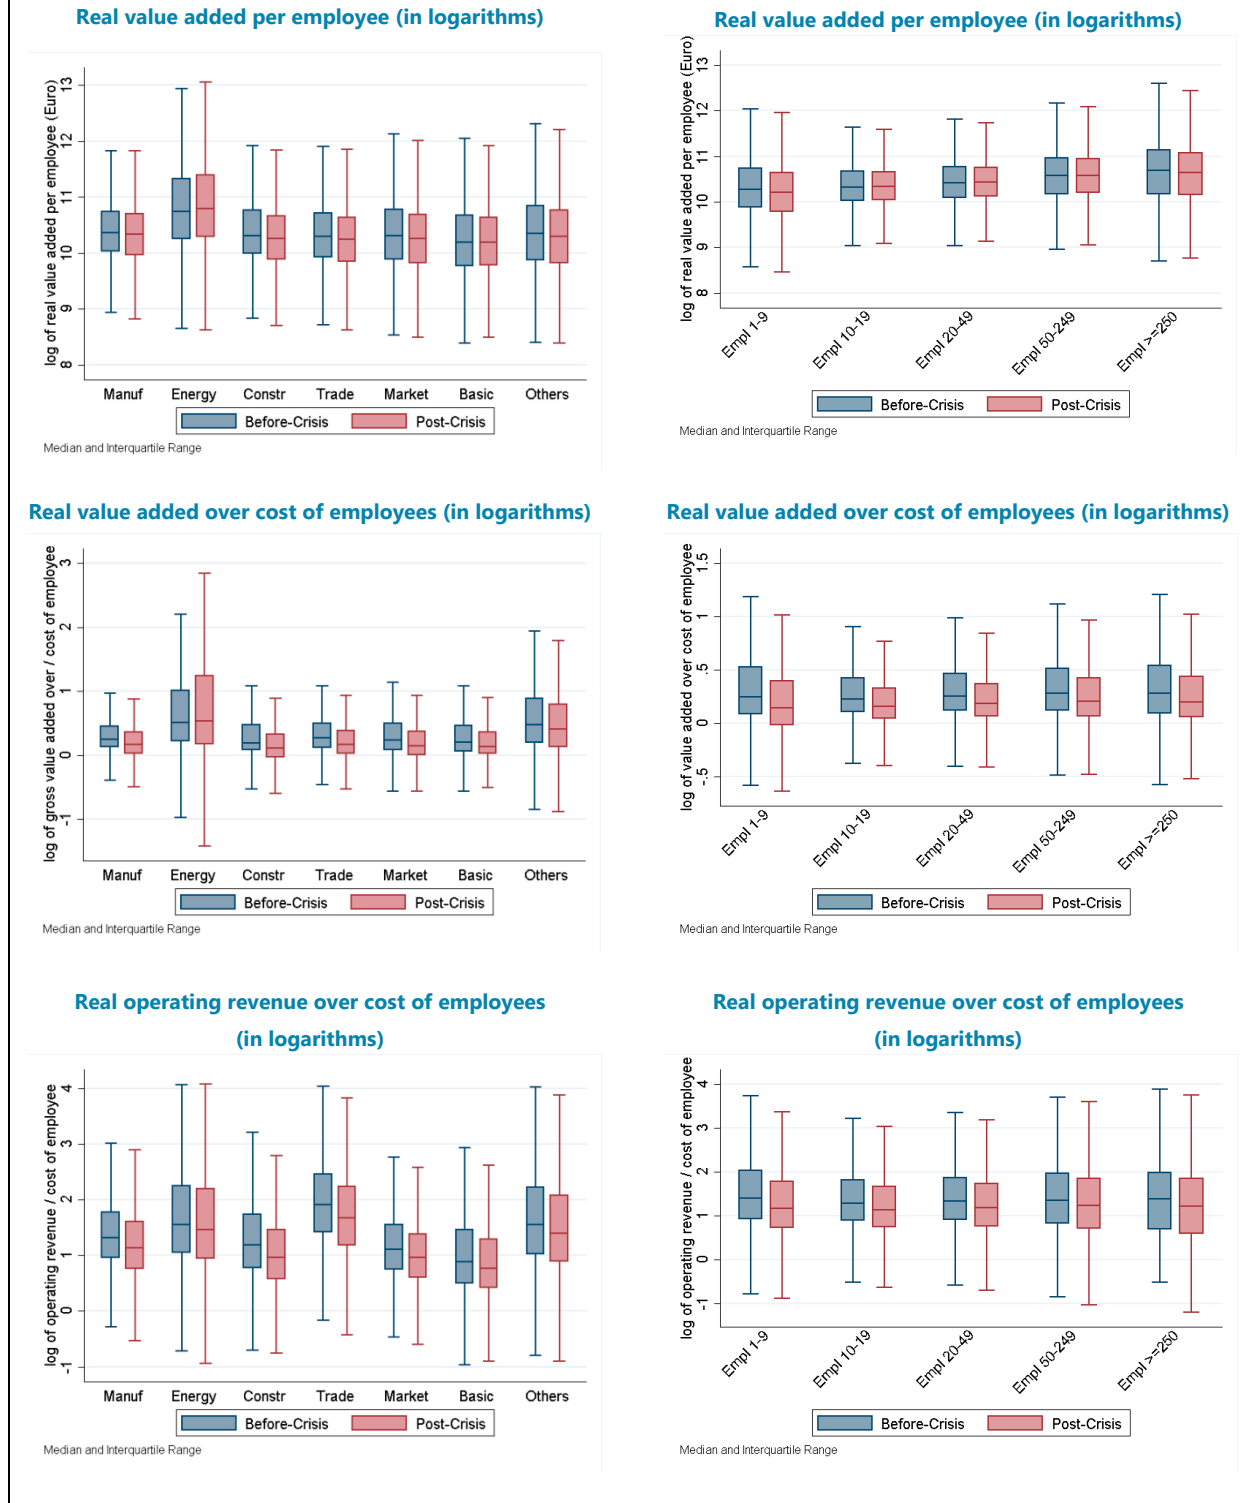 Real value added per employee (in logarithms)
log of real value added per employee (Euro)
13
12
11
10
9
8
Manuf Energy Constr Trade Market Basic Others
Before-Crisis Post-Crisis
Median and Interquartile Range
Real value added per employee (in logarithms)
log of real value added per employee (Euro)
13
12
11
10
9
8
Empl 1-9 Empl 10-19 Empl 20-49 Empl 50-249 Empl >=250
Before-Crisis Post-Crisis
Median and Interquartile Range
Real value added over cost of employees (in logarithms)
log of gross value added over / cost of employee
3
2
1
0
-1
Manuf Energy Constr Trade Market Basic Others
Before-Crisis Post-Crisis
Median and Interquartile Range
Real value added over cost of employees (in logarithms)
log of value added over cost of employee
1.5
1
.5
0
-.5
Empl 1-9 Empl 10-19 Empl 20-49 Empl 50-249 Empl >=250
Before-Crisis Post-Crisis
Median and Interquartile Range
Real operating revenue over cost of employees
(in logarithms)
log of operating revenue / cost of employee
4
3
2
1
0
-1
Manuf Energy Constr Trade Market Basic Others
Before-Crisis Post-Crisis
Median and Interquartile Range
Real operating revenue over cost of employees
(in logarithms)
log of operating revenue / cost of employee
4
3
2
1
0
-1
Empl 1-9 Empl 10-19 Empl 20-49 Empl 50-249 Empl >=250
Before-Crisis Post-Crisis
Median and Interquartile Range